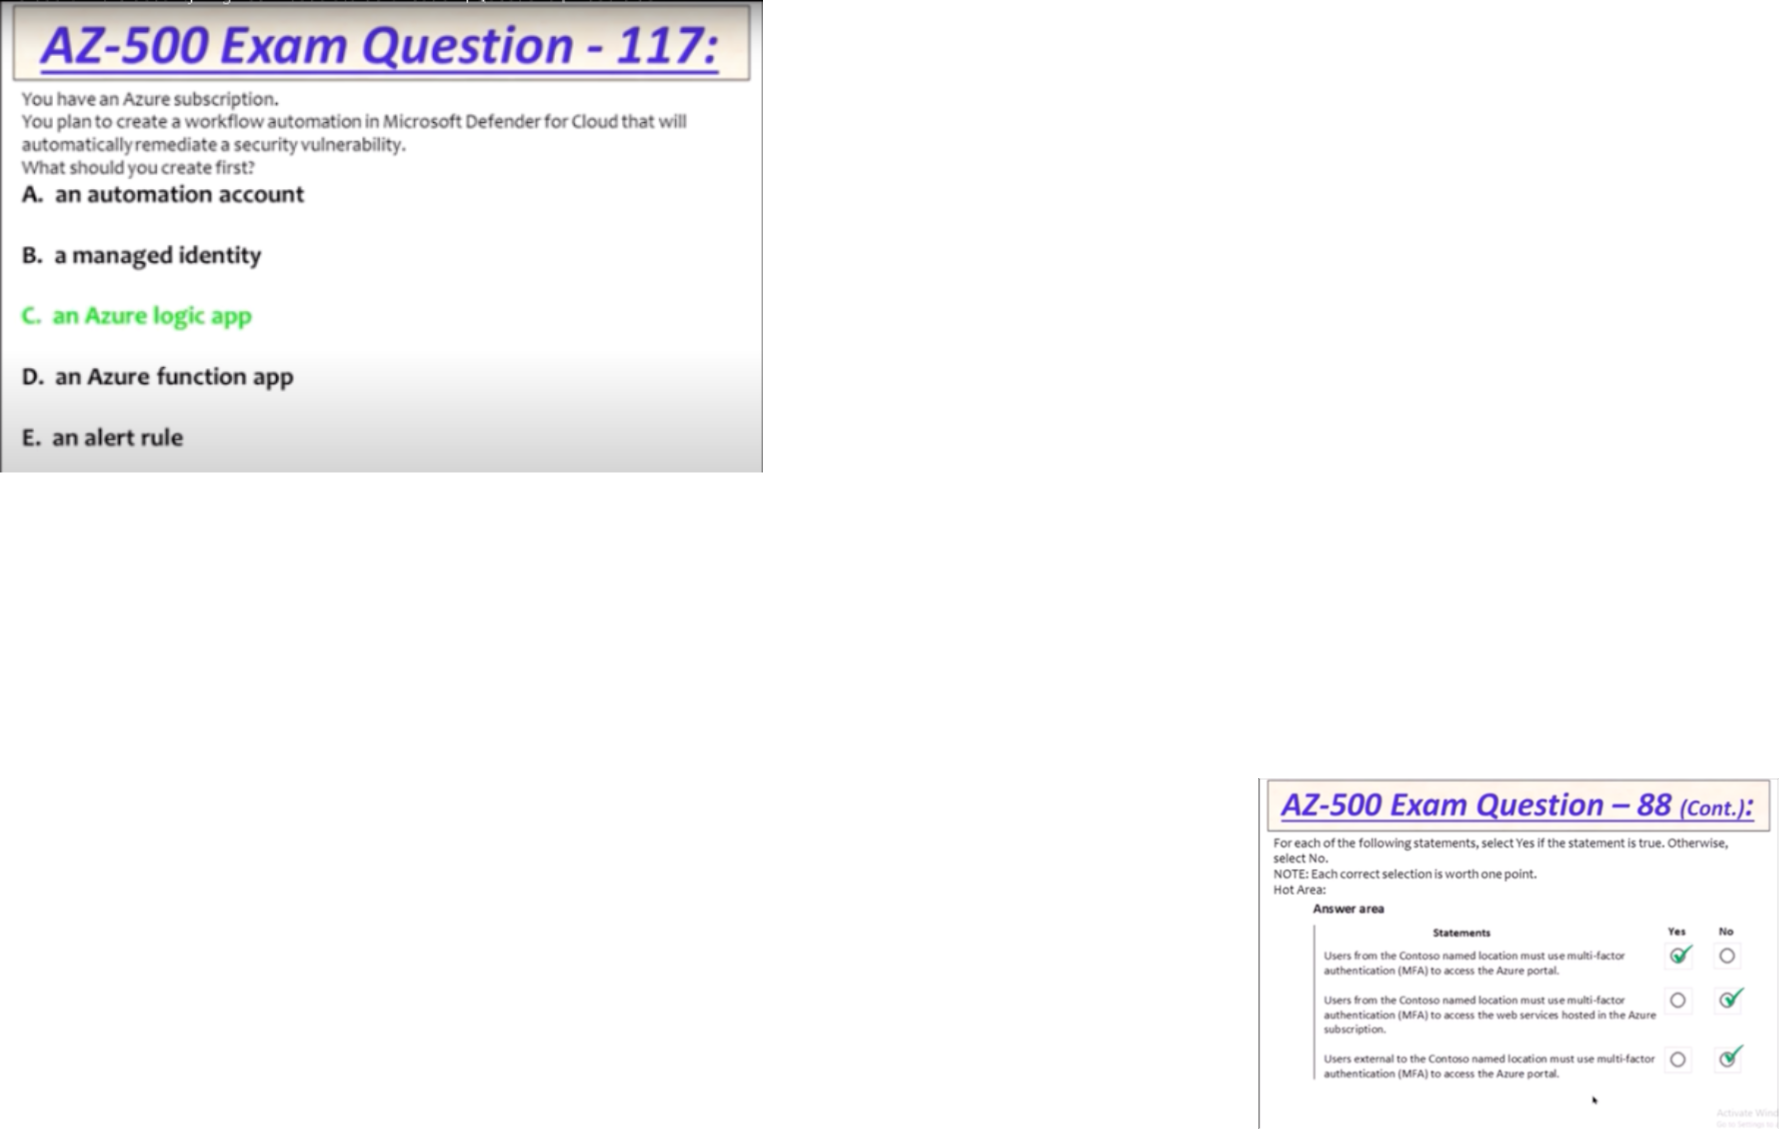 AZ-500 Exam Question - 117:
You have an Azure subscription.
You plan to create a workflow automation in Microsoft Defender for Cloud that will
automatically remediate a security vulnerability.
What should you create first?
A. an automation account
B. a managed identity
C. an Azure logic app
D. an Azure function app
E. an alert rule
AZ-500 Exam Question – 88 (Cont.):
For each of the following statements, select Yes if the statement is true. Otherwise,
select No.
NOTE: Each correct selection is worth one point.
Hot Area:
Answer area
Statements Yes No
Users from the Contoso named location must use multi-factor
authentication (MFA) to access the Azure portal.
Users from the Contoso named location must use multi-factor
authentication (MFA) to access the web services hosted in the Azure
subscription.
Users external to the Contoso named location must use multi-factor
authentication (MFA) to access the Azure portal.
Activate Wind